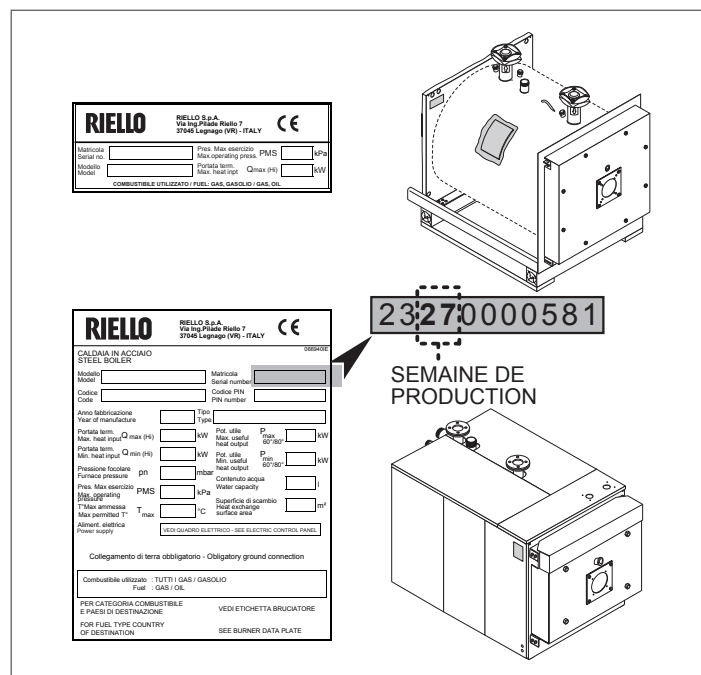 RIELLO
RIELLO S.p.A.
Via Ing.Pilade Riello 7
37045 Legnago (VR) - ITALY
CE
Matricola
Serial no.
Pres. Max esercizio
Max.operating press. PMS kPa
Modello
Model
Portata term.
Max. heat inpt Qmax (Hi) kW
COMBUSTIBILE UTILIZZATO / FUEL: GAS, GASOLIO / GAS, OIL
RIELLO
RIELLO S.p.A.
Via Ing.Pilade Riello 7
37045 Legnago (VR) - ITALY
CE
23270000581
SEMAINE DE
PRODUCTION
CALDAIA IN ACCIAIO
STEEL BOILER
Modello
Model
Matricola
Serial number
Codice
Code
Codice PIN
PIN number
Anno fabbricazione
Year of manufacture
Tipo
Type
Portata term.
Max. heat input Q max (Hi) kW
Pot. utile
Max. useful
heat output
P max 60°/80° kW
Portata term.
Min. heat input Q min (Hi) kW
Pot. utile
Min. useful
heat output
P min 60°/80° kW
Pressione focolare
Furnace pressure pn mbar
Contenuto acqua
Water capacity l
Pres. Max esercizio
Max. operating
pressure
PMS kPa
Superficie di scambio
Heat exchange
surface area m²
T°Max ammessa
Max permitted T° T max °C
Aliment. elettrica
Power supply
VEDI QUADRO ELETTRICO - SEE ELECTRIC CONTROL PANEL
Collegamento di terra obbligatorio - Obligatory ground connection
Combustibile utilizzato : TUTTI I GAS / GASOLIO
Fuel : GAS / OIL
PER CATEGORIA COMBUSTIBILE
E PAESI DI DESTINAZIONE
VEDI ETICHETTA BRUCIATORE
FOR FUEL TYPE COUNTRY
OF DESTINATION
SEE BURNER DATA PLATE